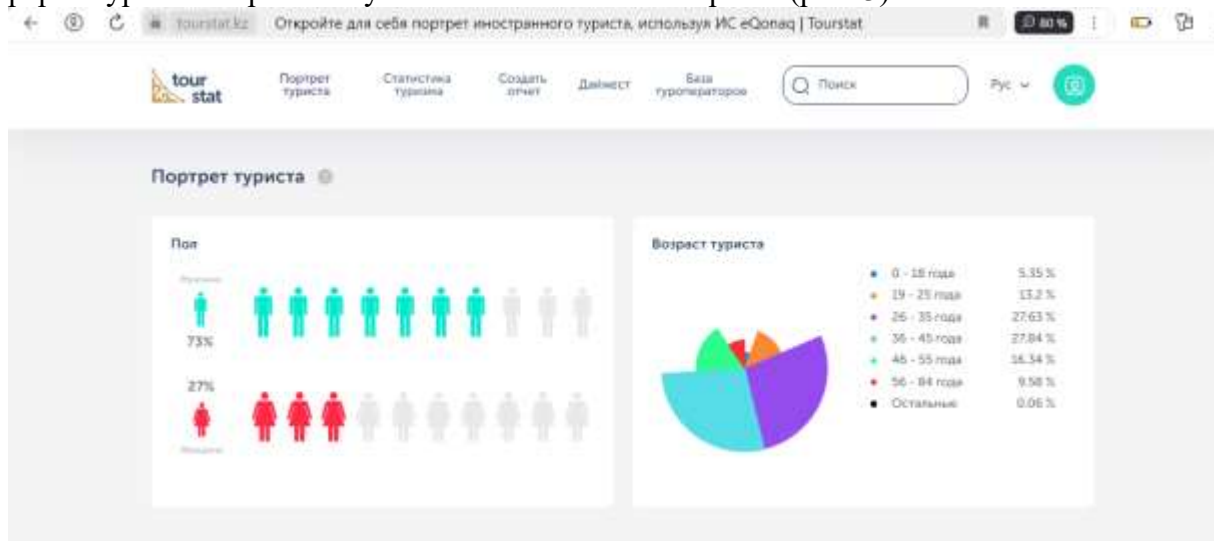 tourstat.kz Откройте для себя портрет иностранного туриста, используя ИС eQonaq | Tourstat 80 %
tour stat
Портрет туриста
Статистика туризма
Создать отчет
Дайжест
База туроператоров
Поиск
Рус
Портрет туриста
Пол
Мужчины
73%
27%
Женщины
Возраст туриста
0 - 18 года 5.35 %
19 - 25 года 13.2 %
26 - 35 года 27.63 %
36 - 45 года 27.84 %
46 - 55 года 16.34 %
56 - 84 года 9.58 %
Остальные 0.06 %